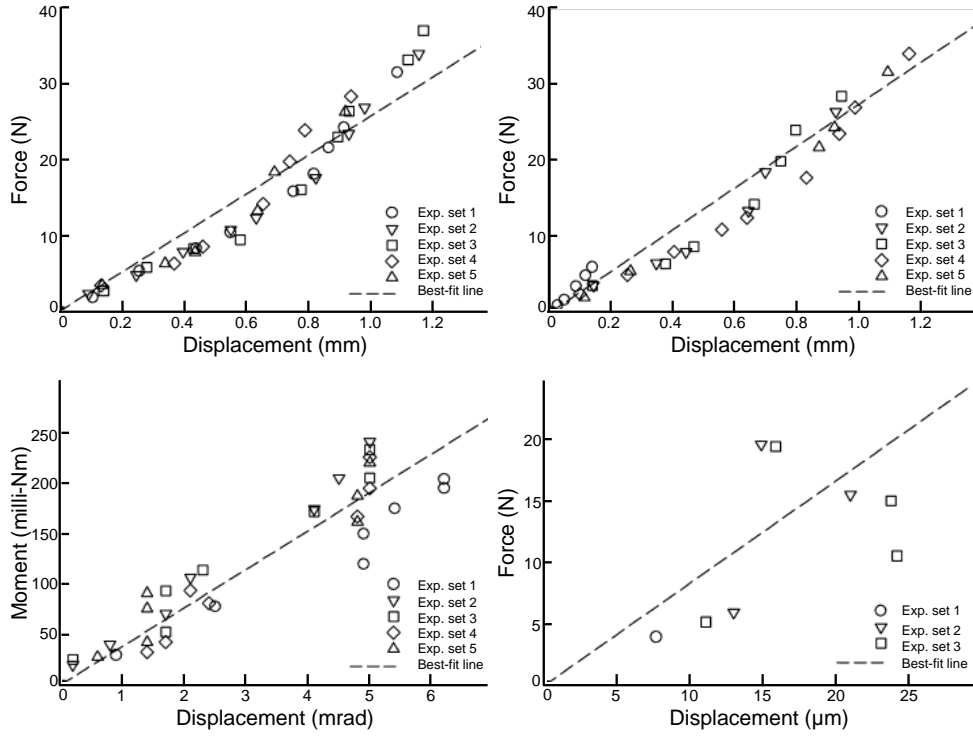 40
30
20
10
0
Force (N)
0
0.2
0.4
0.6
0.8
1.0
1.2
Displacement (mm)
Exp. set 1
Exp. set 2
Exp. set 3
Exp. set 4
Exp. set 5
Best-fit line
40
30
20
10
0
Force (N)
0
0.2
0.4
0.6
0.8
1.0
1.2
Displacement (mm)
Exp. set 1
Exp. set 2
Exp. set 3
Exp. set 4
Exp. set 5
Best-fit line
250
200
150
100
50
0
Moment (milli-Nm)
0
1
2
3
4
5
6
Displacement (mrad)
Exp. set 1
Exp. set 2
Exp. set 3
Exp. set 4
Exp. set 5
Best-fit line
20
15
10
5
0
Force (N)
0
5
10
15
20
25
Displacement (µm)
Exp. set 1
Exp. set 2
Exp. set 3
Best-fit line